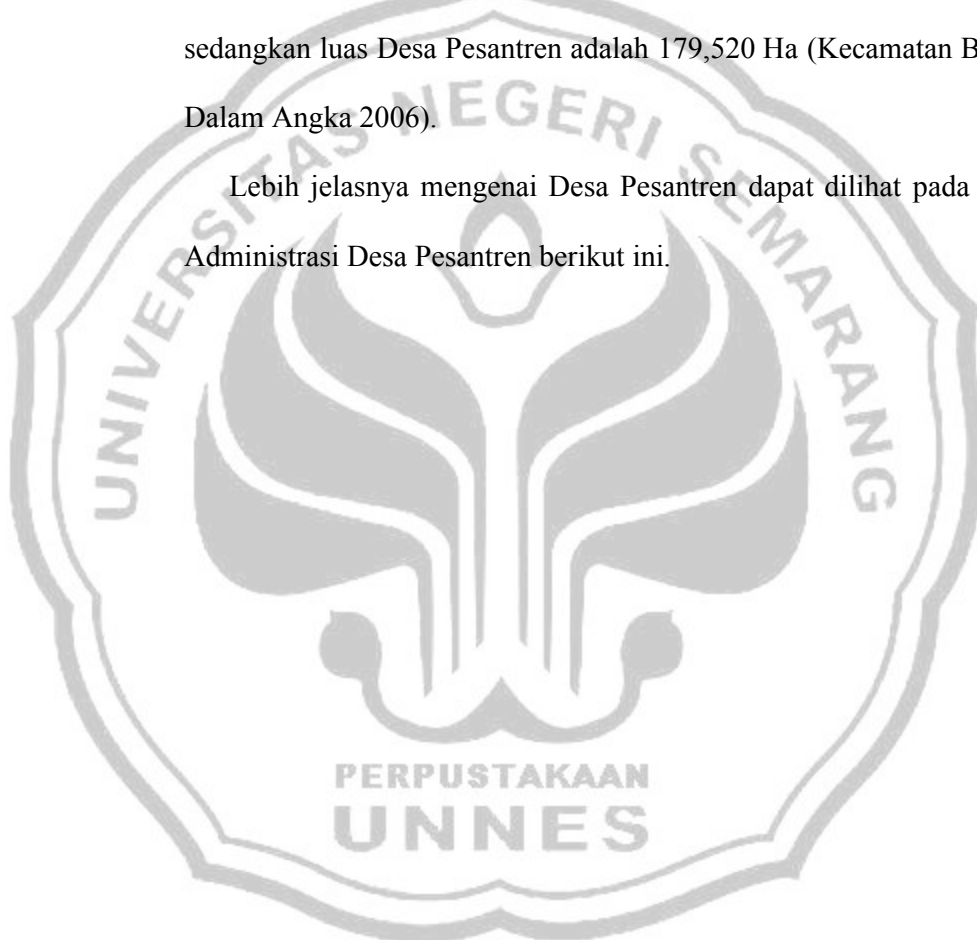 sedangkan luas Desa Pesantren adalah 179,520 Ha (Kecamatan B
Dalam Angka 2006).
Lebih jelasnya mengenai Desa Pesantren dapat dilihat pada
Administrasi Desa Pesantren berikut ini.
UNIVERSITAS NEGERI SEMARANG
PERPUSTAKAAN
UNNES